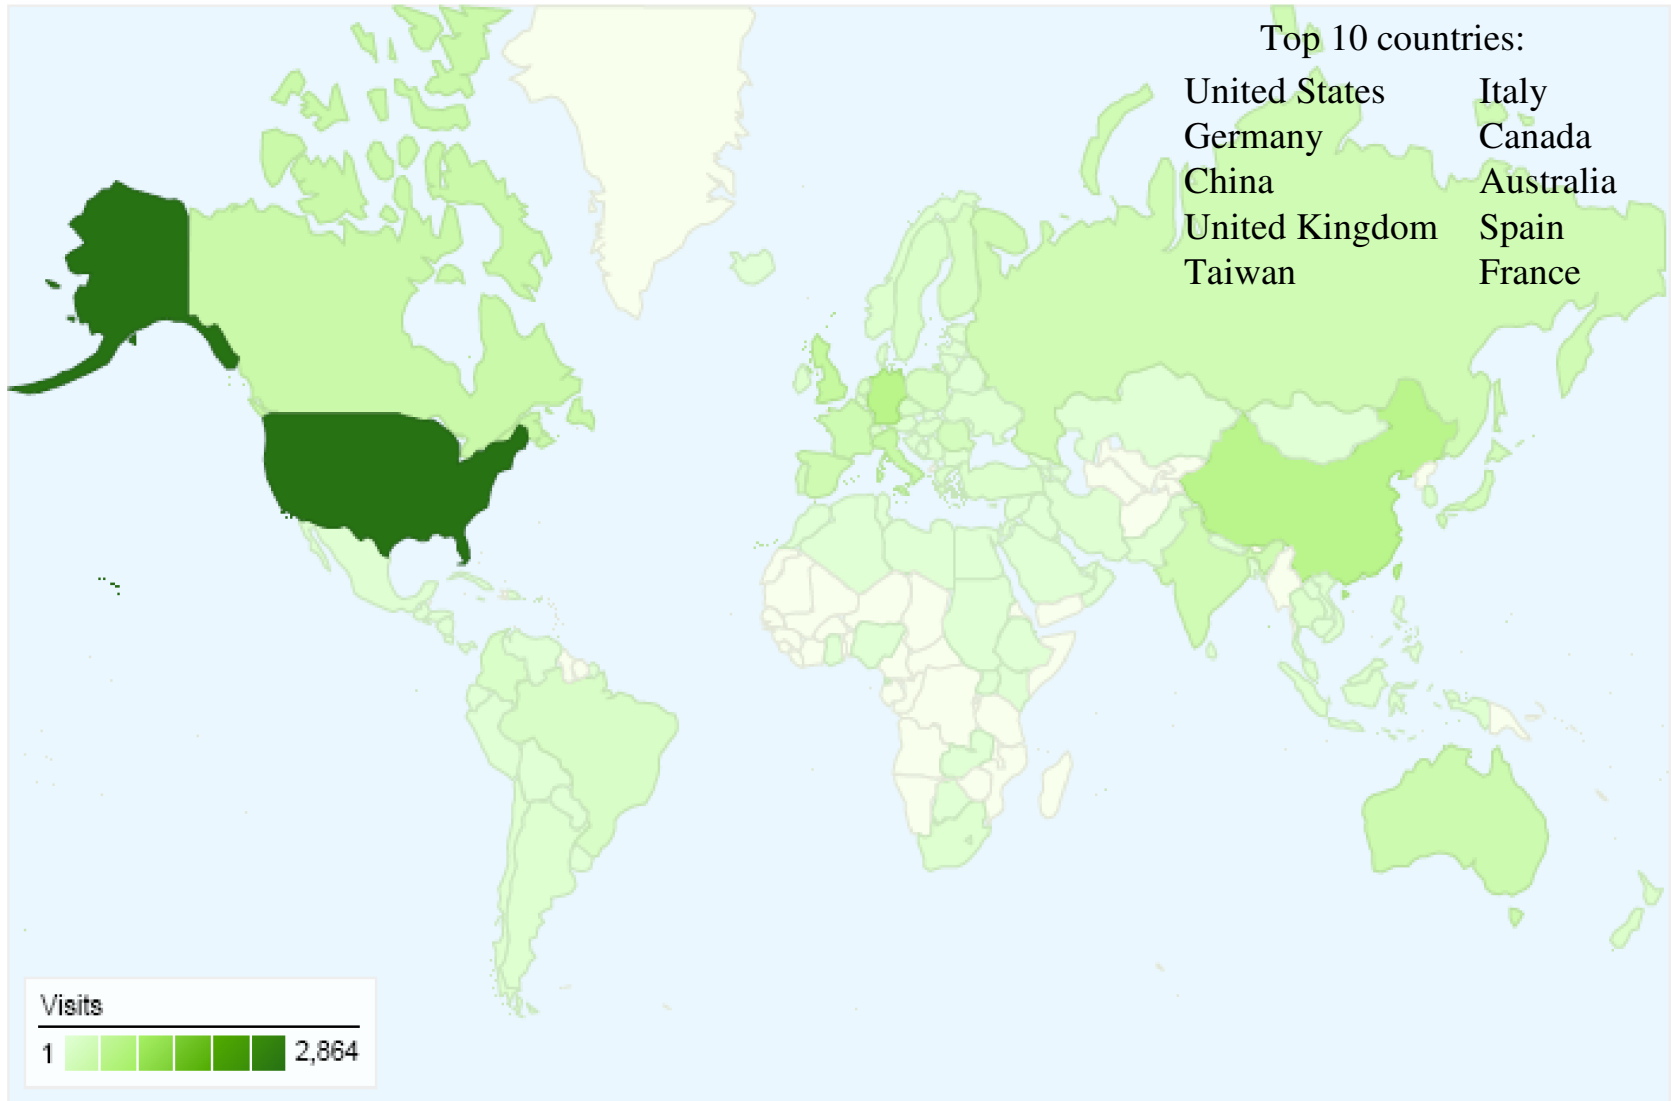 Top 10 countries:
United States Italy
Germany Canada
China Australia
United Kingdom Spain
Taiwan France
Visits
1 2,864